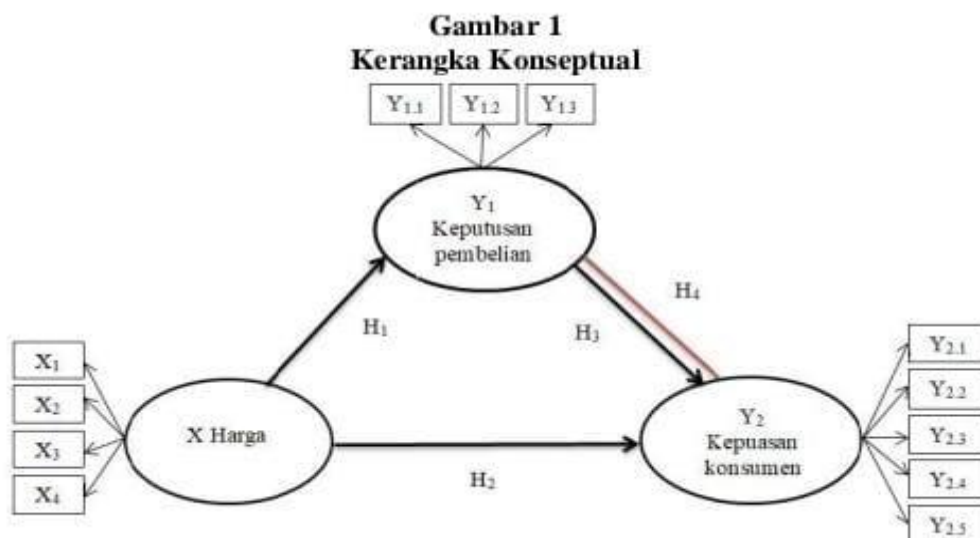 Gambar 1
Kerangka Konseptual
Y₁.₁ Y₁.₂ Y₁.₃
Y₁
Keputusan
pembelian
H₁
H₃
H₄
X₁
X₂
X₃
X₄
X Harga
H₂
Y₂
Kepuasan
konsumen
Y₂.₁
Y₂.₂
Y₂.₃
Y₂.₄
Y₂.₅